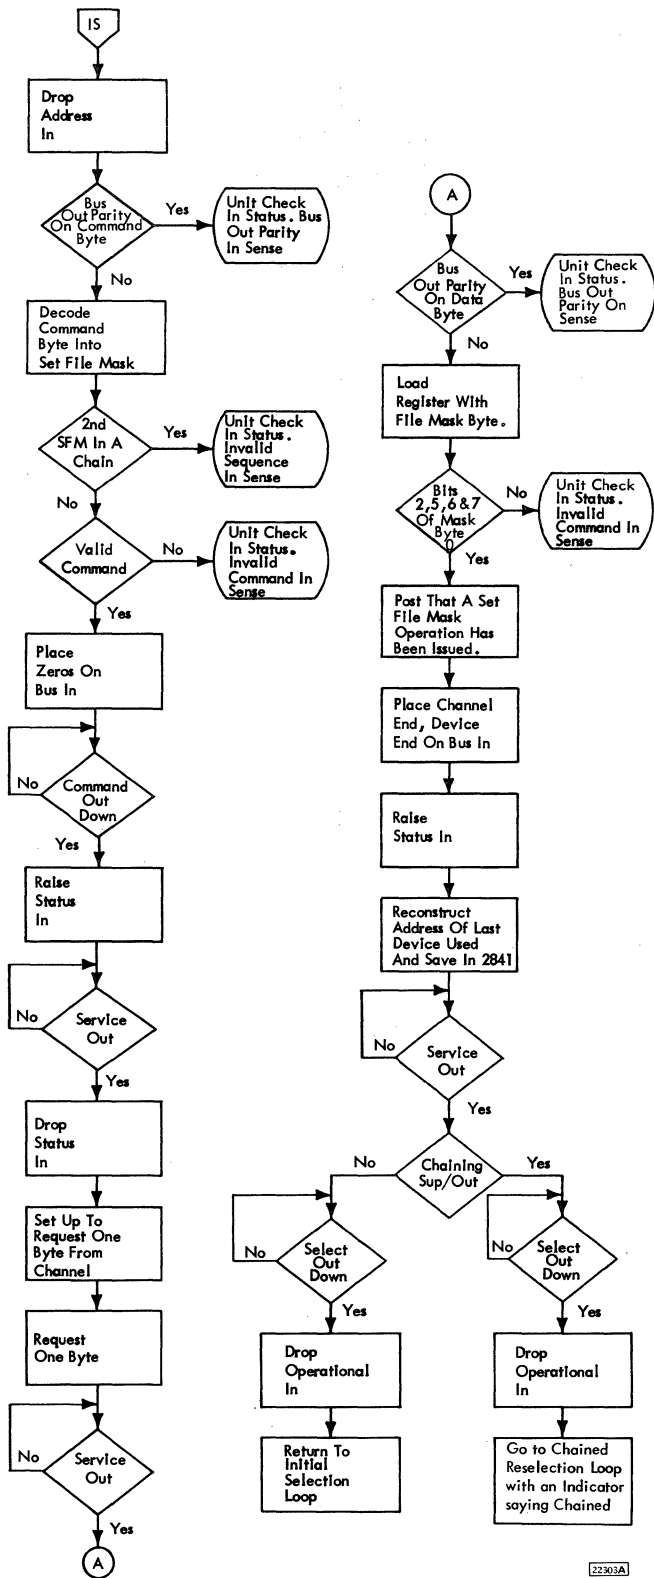 IS
Drop
Address
In
Bus
Out Parity
On Command
Byte
Yes
Unit Check
In Status. Bus
Out Parity
In Sense
No
Decode
Command
Byte Into
Set File Mask
2nd
SFM In A
Chain
Yes
Unit Check
In Status.
Invalid
Sequence
In Sense
No
Valid
Command
No
Unit Check
In Status.
Invalid
Command In
Sense
Yes
Place
Zeros On
Bus In
No
Command
Out
Down
Yes
Raise
Status
In
No
Service
Out
Yes
Drop
Status
In
Set Up To
Request One
Byte From
Channel
Request
One Byte
No
Service
Out
Yes
A
A
Bus
Out Parity
On Data
Byte
Yes
Unit Check
In Status.
Bus Out
Parity On
Sense
No
Load
Register With
File Mask Byte.
Bits
2,5,6&7
Of Mask
Byte
0
No
Unit Check
In Status.
Invalid
Command In
Sense
Yes
Post That A Set
File Mask
Operation Has
Been Issued.
Place Channel
End, Device
End On Bus In
Raise
Status In
Reconstruct
Address Of Last
Device Used
And Save In 2841
No
Service
Out
Yes
No
Chaining
Sup/Out
Yes
No
Select
Out
Down
Yes
Drop
Operational
In
Return To
Initial
Selection
Loop
No
Select
Out
Down
Yes
Drop
Operational
In
Go to Chained
Reselection Loop
with an Indicator
saying Chained
22303A